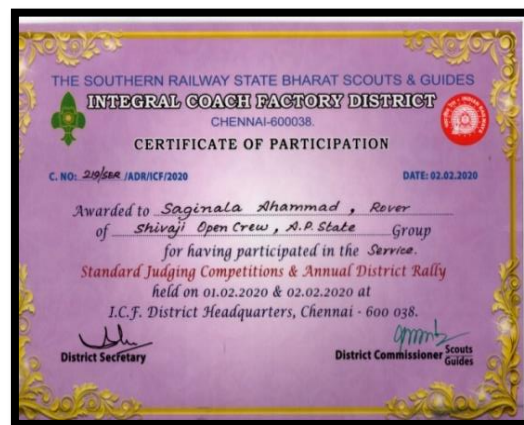 THE SOUTHERN RAILWAY STATE BHARAT SCOUTS & GUIDES
INTEGRAL COACH FACTORY DISTRICT
CHENNAI-600038.
CERTIFICATE OF PARTICIPATION
C. NO: 219/SER /ADR/ICF/2020 DATE: 02.02.2020
Awarded to Saginala Ahammad, Rover
of Shivaji Open Crew, A.P. State Group
for having participated in the Service.
Standard Judging Competitions & Annual District Rally
held on 01.02.2020 & 02.02.2020 at
I.C.F. District Headquarters, Chennai - 600 038.
District Secretary
District Commissioner Scouts
Guides